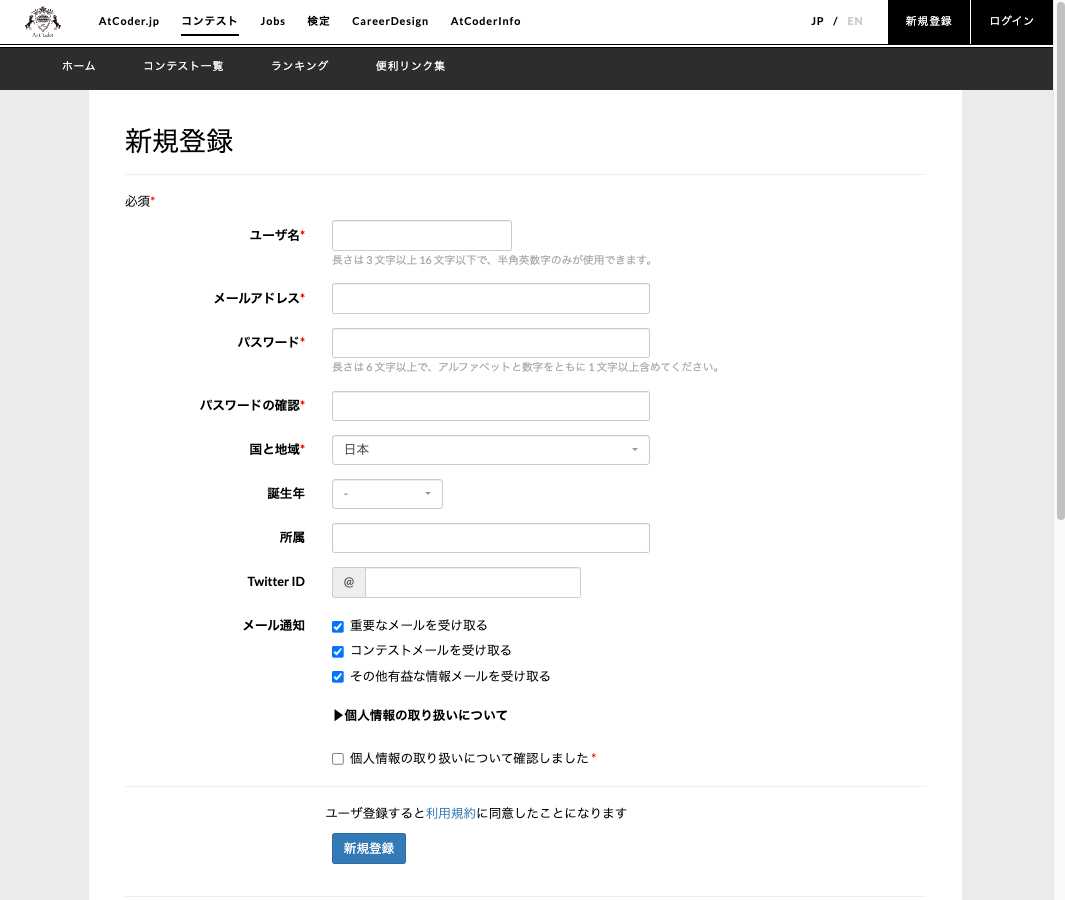 AtCoder
AtCoder.jp コンテスト Jobs 検定 CareerDesign AtCoderInfo JP / EN 新規登録 ログイン
ホーム コンテスト一覧 ランキング 便利リンク集
新規登録
必須*
ユーザ名*
長さは 3 文字以上 16 文字以下で、半角英数字のみが使用できます。
メールアドレス*
パスワード*
長さは 6 文字以上で、アルファベットと数字をともに 1 文字以上含めてください。
パスワードの確認*
国と地域* 日本
誕生年 -
所属
Twitter ID @
メール通知 重要なメールを受け取る
コンテストメールを受け取る
その他有益な情報メールを受け取る
▶個人情報の取り扱いについて
個人情報の取り扱いについて確認しました*
ユーザ登録すると利用規約に同意したことになります
新規登録